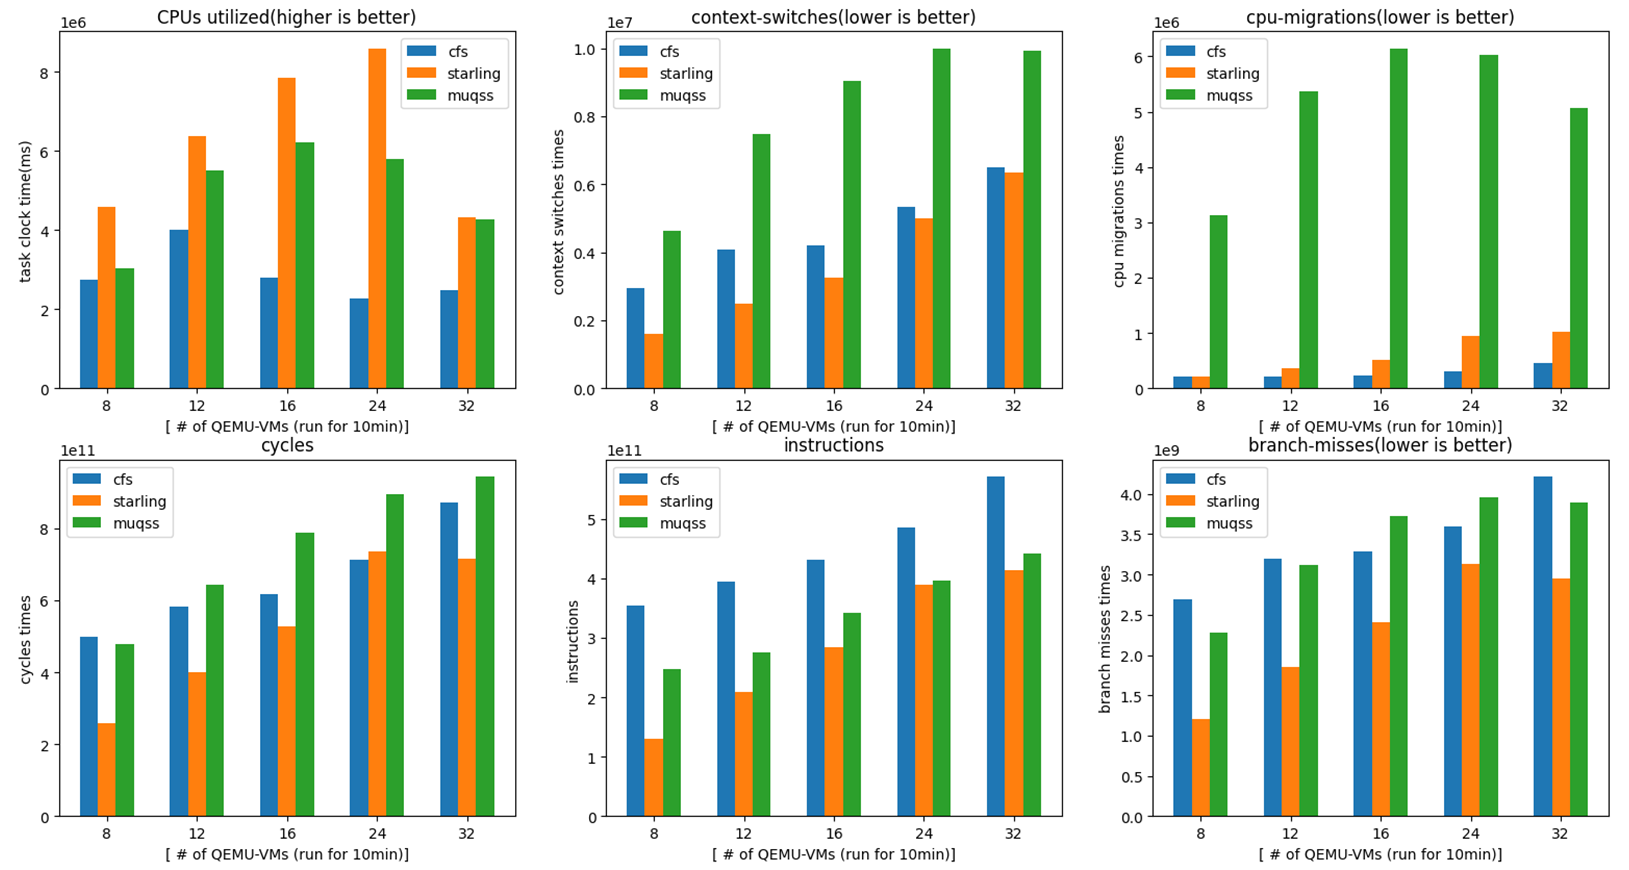 CPUs utilized(higher is better)
1e6
task clock time(ms)
8
6
4
2
0
cfs
starling
muqss
8 12 16 24 32
[ # of QEMU-VMs (run for 10min)]
context-switches(lower is better)
1e7
context switches times
1.0
0.8
0.6
0.4
0.2
0.0
cfs
starling
muqss
8 12 16 24 32
[ # of QEMU-VMs (run for 10min)]
cpu-migrations(lower is better)
1e6
cpu migrations times
6
5
4
3
2
1
0
cfs
starling
muqss
8 12 16 24 32
[ # of QEMU-VMs (run for 10min)]
cycles
1e11
cycles times
8
6
4
2
0
cfs
starling
muqss
8 12 16 24 32
[ # of QEMU-VMs (run for 10min)]
instructions
1e11
instructions
5
4
3
2
1
0
cfs
starling
muqss
8 12 16 24 32
[ # of QEMU-VMs (run for 10min)]
branch-misses(lower is better)
1e9
branch misses times
4.0
3.5
3.0
2.5
2.0
1.5
1.0
0.5
0.0
cfs
starling
muqss
8 12 16 24 32
[ # of QEMU-VMs (run for 10min)]